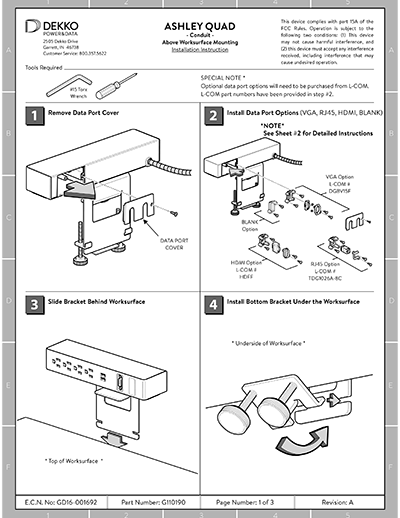 DEKKO
POWER&DATA
2505 Dekko Drive
Garrett, IN 46738
Customer Service: 800.357.3622
ASHLEY QUAD
- Conduit -
Above Worksurface Mounting
Installation Instruction
This device complies with part 15A of the
FCC Rules. Operation is subject to the
following two conditions: (1) This device
may not cause harmful interference, and
(2) this device must accept any interference
received, including interference that may
cause undesired operation.
Tools Required
#15 Torx
Wrench
SPECIAL NOTE *
Optional data port options will need to be purchased from L-COM.
L-COM part numbers have been provided in step #2.
1 Remove Data Port Cover
DATA PORT
COVER
2 Install Data Port Options (VGA, RJ45, HDMI, BLANK)
*NOTE*
See Sheet #2 for Detailed Instructions
VGA Option
L-COM #
DGBV15F
BLANK
Option
HDMI Option
L-COM #
HDFF
RJ45 Option
L-COM #
TDG1026A-8C
3 Slide Bracket Behind Worksurface
* Top of Worksurface *
4 Install Bottom Bracket Under the Worksurface
* Underside of Worksurface *
E.C.N. No: GD16-001692
Part Number: G110190
Page Number: 1 of 3
Revision: A